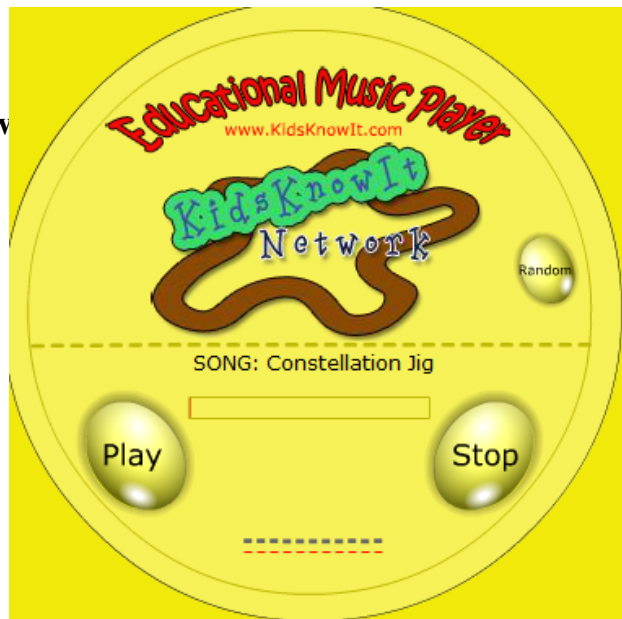 Educational Music Player
www.KidsKnowIt.com
KidsKnowIt
Network
Random
SONG: Constellation Jig
Play
Stop